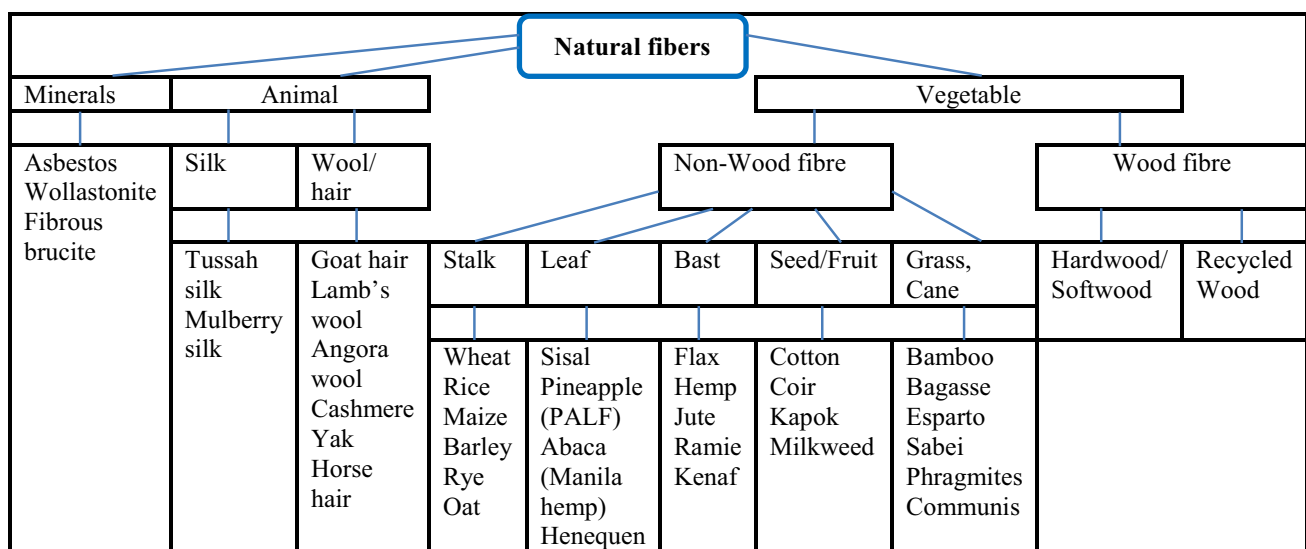 Natural fibers
Minerals
Animal
Vegetable
Asbestos
Wollastonite
Fibrous
brucite
Silk
Wool/
hair
Non-Wood fibre
Wood fibre
Tussah
silk
Mulberry
silk
Goat hair
Lamb's
wool
Angora
wool
Cashmere
Yak
Horse
hair
Stalk
Leaf
Bast
Seed/Fruit
Grass,
Cane
Hardwood/
Softwood
Recycled
Wood
Wheat
Rice
Maize
Barley
Rye
Oat
Sisal
Pineapple
(PALF)
Abaca
(Manila
hemp)
Henequen
Flax
Hemp
Jute
Ramie
Kenaf
Cotton
Coir
Kapok
Milkweed
Bamboo
Bagasse
Esparto
Sabei
Phragmites
Communis